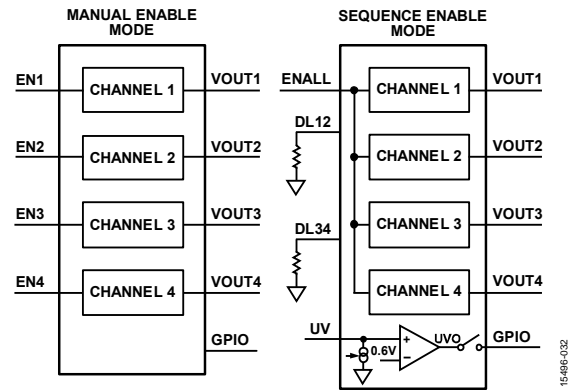 MANUAL ENABLE
MODE
EN1
CHANNEL 1
VOUT1
EN2
CHANNEL 2
VOUT2
EN3
CHANNEL 3
VOUT3
EN4
CHANNEL 4
VOUT4
GPIO
SEQUENCE ENABLE
MODE
ENALL
CHANNEL 1
VOUT1
DL12
CHANNEL 2
VOUT2
DL34
CHANNEL 3
VOUT3
CHANNEL 4
VOUT4
UV
0.6V
+
−
UVO
GPIO
15496-032